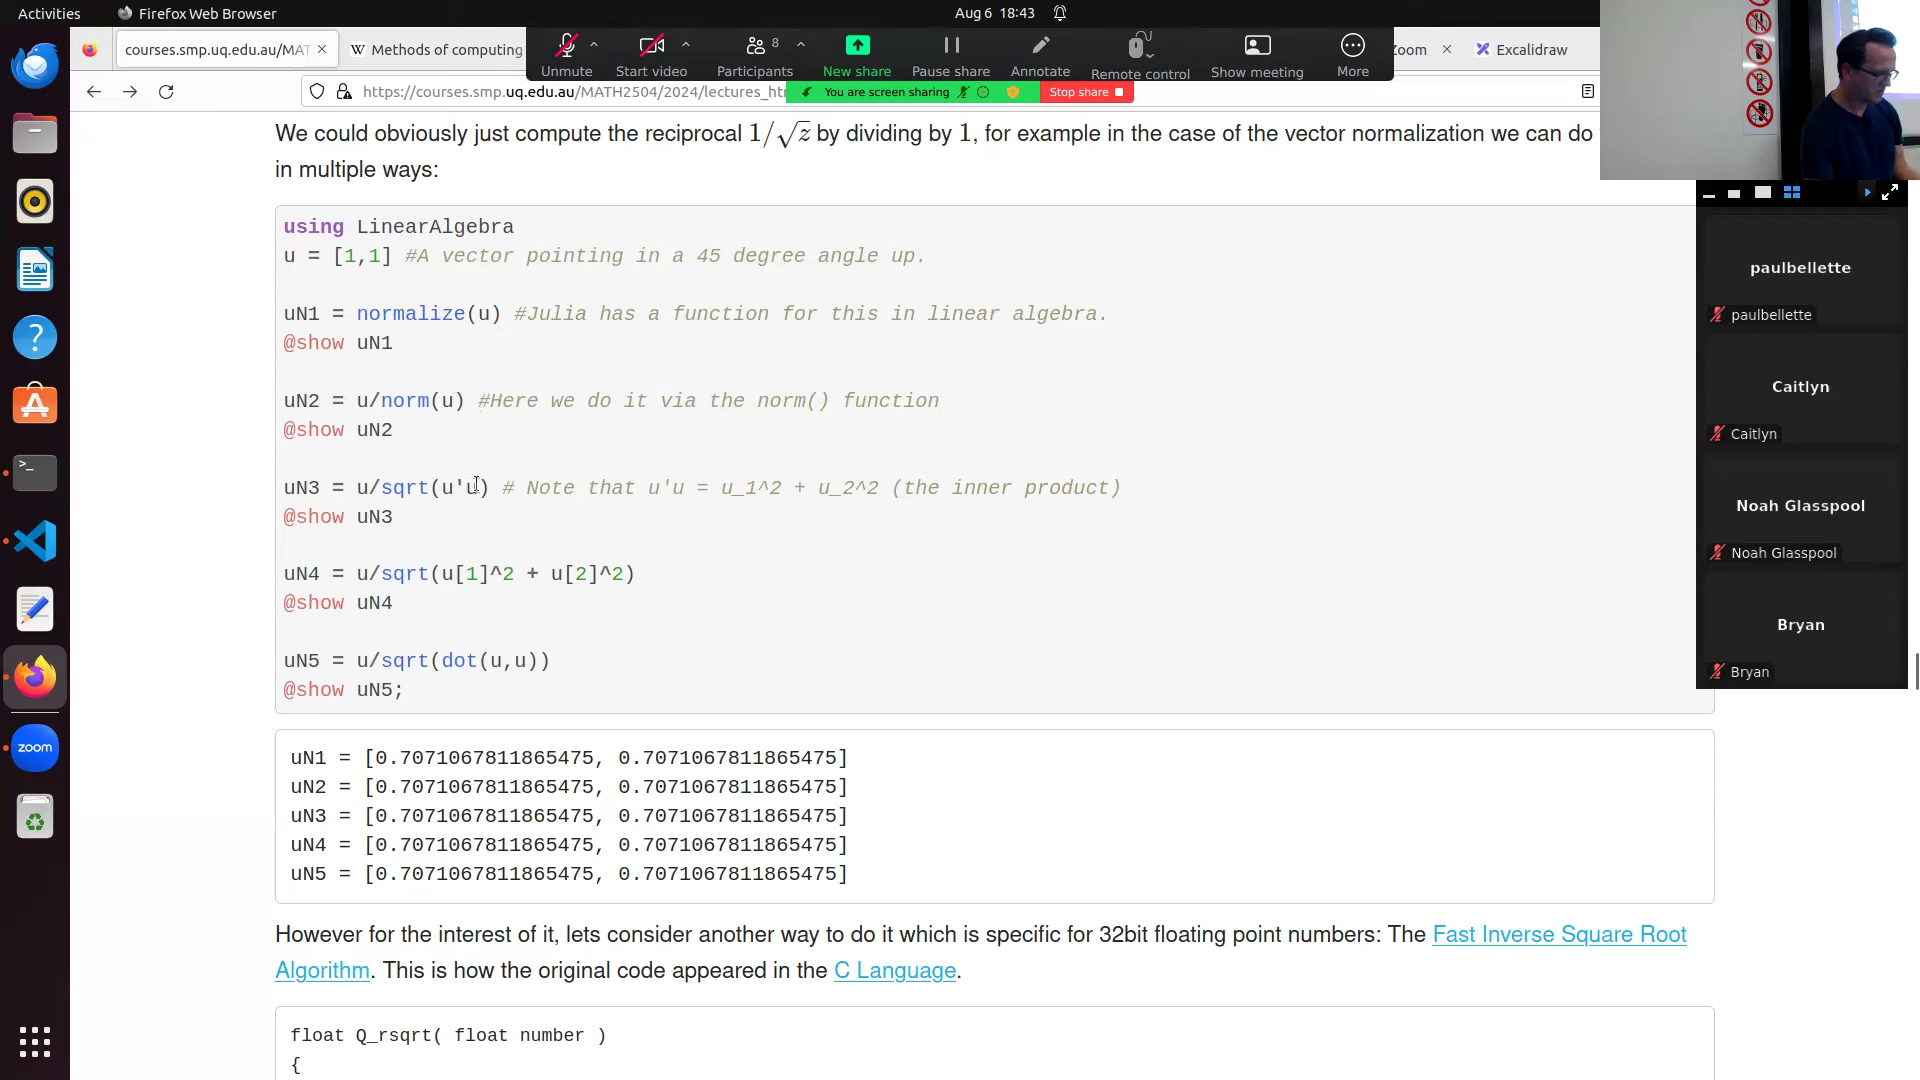 Activities
Firefox Web Browser
Aug 6 18:43
courses.smp.uq.edu.au/MAT
W Methods of computing
Zoom
Excalidraw
Unmute
Start video
Participants 8
New share
Pause share
Annotate
Remote control
Show meeting
More
https://courses.smp.uq.edu.au/MATH2504/2024/lectures_ht
You are screen sharing
Stop share
We could obviously just compute the reciprocal 1/√z by dividing by 1, for example in the case of the vector normalization we can do
in multiple ways:
using LinearAlgebra
u = [1,1] #A vector pointing in a 45 degree angle up.
uN1 = normalize(u) #Julia has a function for this in linear algebra.
@show uN1
uN2 = u/norm(u) #Here we do it via the norm() function
@show uN2
uN3 = u/sqrt(u'u) # Note that u'u = u_1^2 + u_2^2 (the inner product)
@show uN3
uN4 = u/sqrt(u[1]^2 + u[2]^2)
@show uN4
uN5 = u/sqrt(dot(u,u))
@show uN5;
uN1 = [0.7071067811865475, 0.7071067811865475]
uN2 = [0.7071067811865475, 0.7071067811865475]
uN3 = [0.7071067811865475, 0.7071067811865475]
uN4 = [0.7071067811865475, 0.7071067811865475]
uN5 = [0.7071067811865475, 0.7071067811865475]
However for the interest of it, lets consider another way to do it which is specific for 32bit floating point numbers: The Fast Inverse Square Root
Algorithm. This is how the original code appeared in the C Language.
float Q_rsqrt( float number )
{
paulbellette
paulbellette
Caitlyn
Caitlyn
Noah Glasspool
Noah Glasspool
Bryan
Bryan
zoom